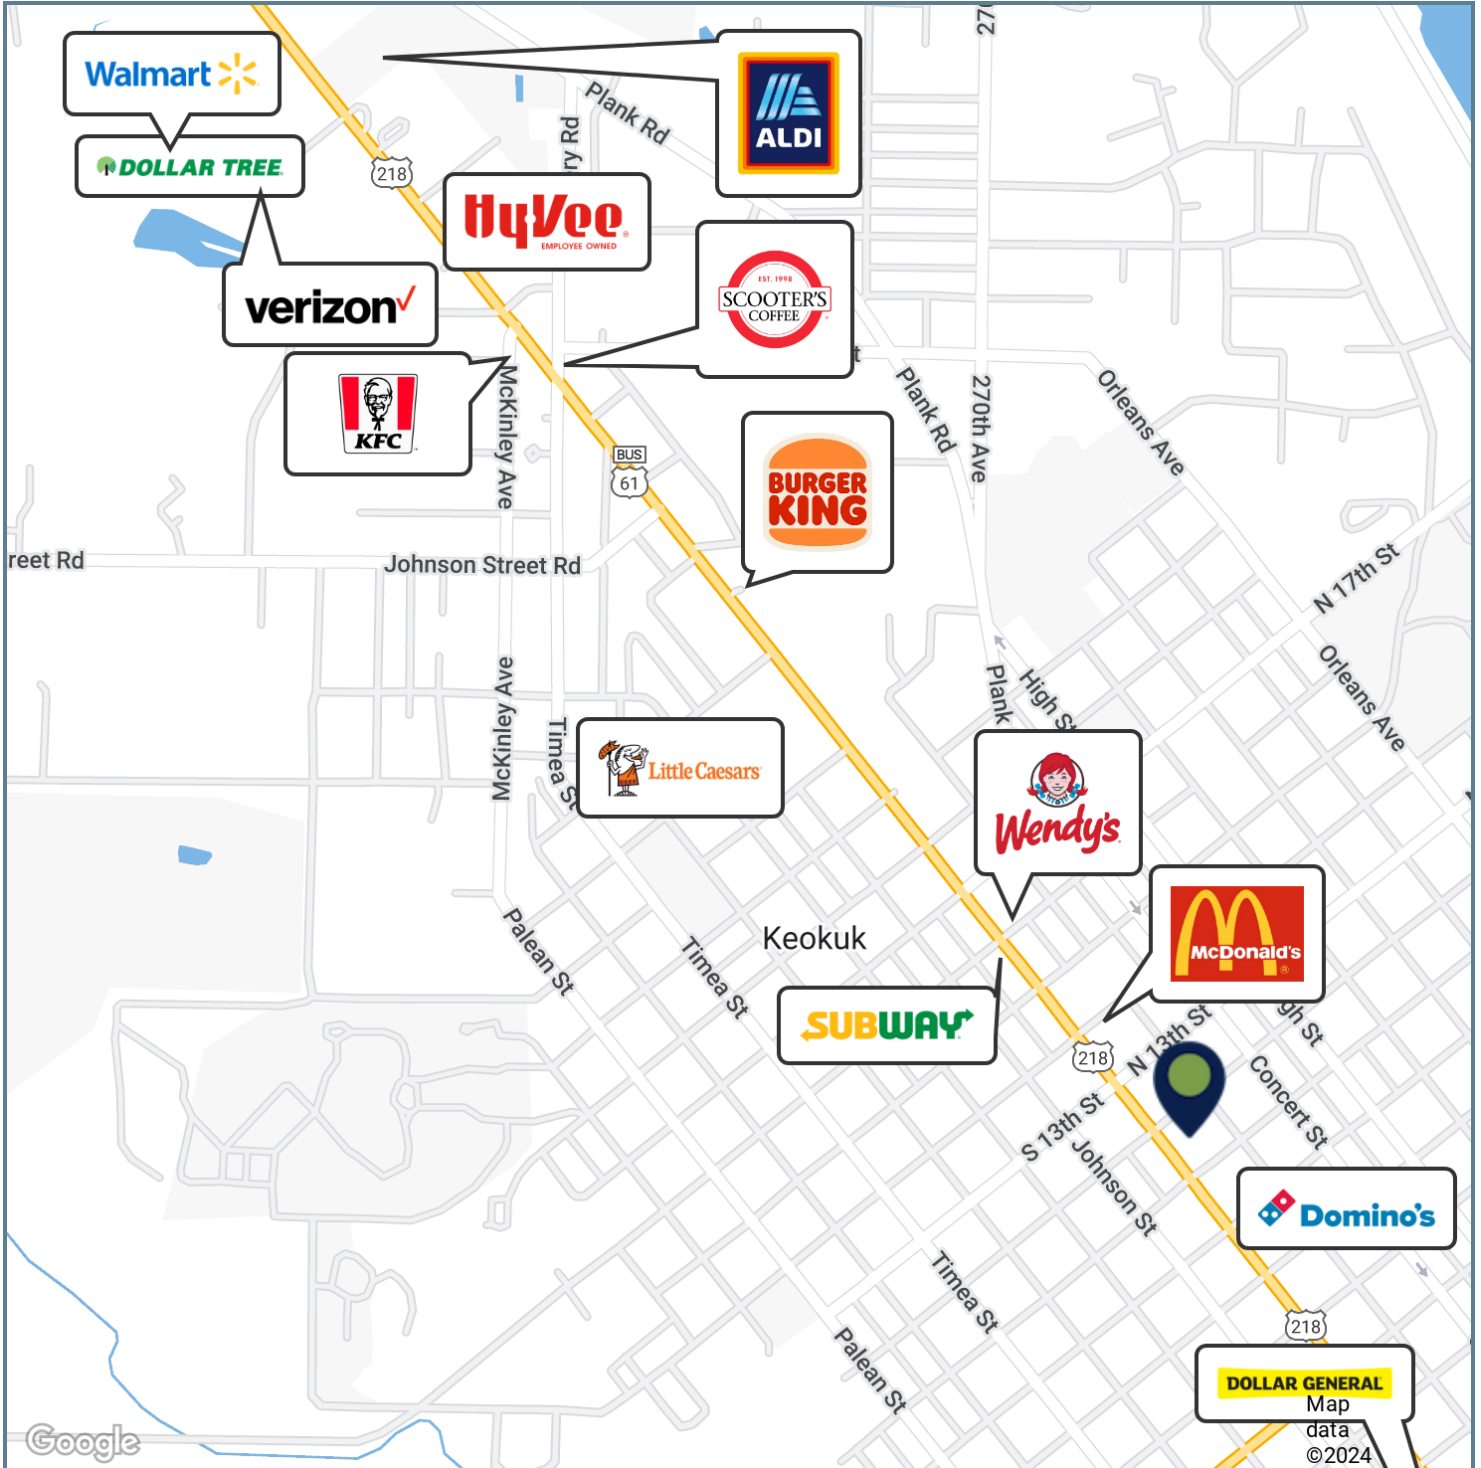 270
Walmart
ALDI
Plank Rd
ory Rd
DOLLAR TREE
218
HyVee
EMPLOYEE OWNED
EST. 1998
SCOOTER'S
COFFEE
verizon
t
KFC
McKinley Ave
Plank Rd
270th Ave
Orleans Ave
BUS
61
BURGER
KING
reet Rd
Johnson Street Rd
N 17th St
McKinley Ave
Plank
High St
Orleans Ave
Timea St
Little Caesars
Wendy's
McDonald's
Palean St
Timea St
Keokuk
SUBWAY
218
N 13th St
gh St
Concert St
S 13th St
Johnson St
Domino's
Timea St
Palean St
218
DOLLAR GENERAL
Map
data
©2024
Google